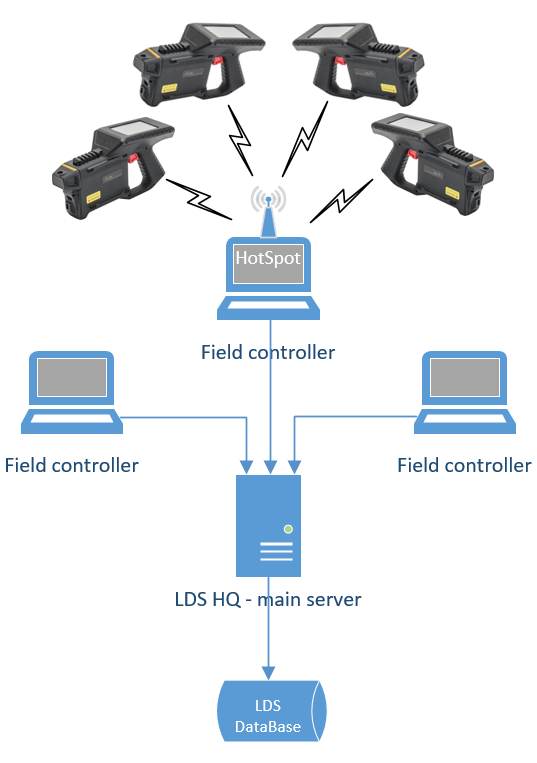 HotSpot
Field controller
Field controller
Field controller
LDS HQ - main server
LDS
DataBase